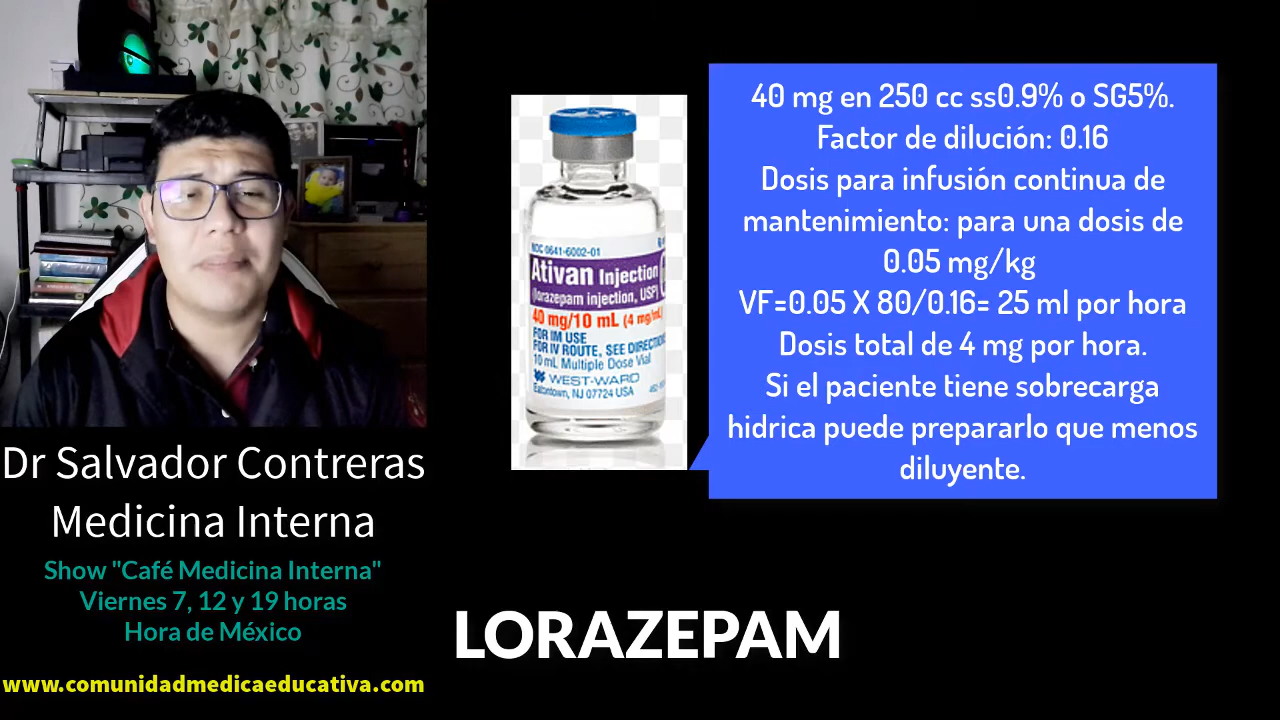 40 mg en 250 cc ss0.9% o SG5%.
Factor de dilución: 0.16
Dosis para infusión continua de
mantenimiento: para una dosis de
0.05 mg/kg
VF=0.05 X 80/0.16= 25 ml por hora
Dosis total de 4 mg por hora.
Si el paciente tiene sobrecarga
hidrica puede prepararlo que menos
diluyente.
NDC 0641-6002-01
Ativan Injection
(lorazepam injection, USP)
40 mg/10 mL (4 mg/mL
FOR IM USE
FOR IV ROUTE, SEE DIRECTIO
10 mL Multiple Dose Vial
WEST-WARD
Eatontown, NJ 07724 USA
Dr Salvador Contreras
Medicina Interna
Show "Café Medicina Interna"
Viernes 7, 12 y 19 horas
Hora de México
www.comunidadmedicaeducativa.com
LORAZEPAM